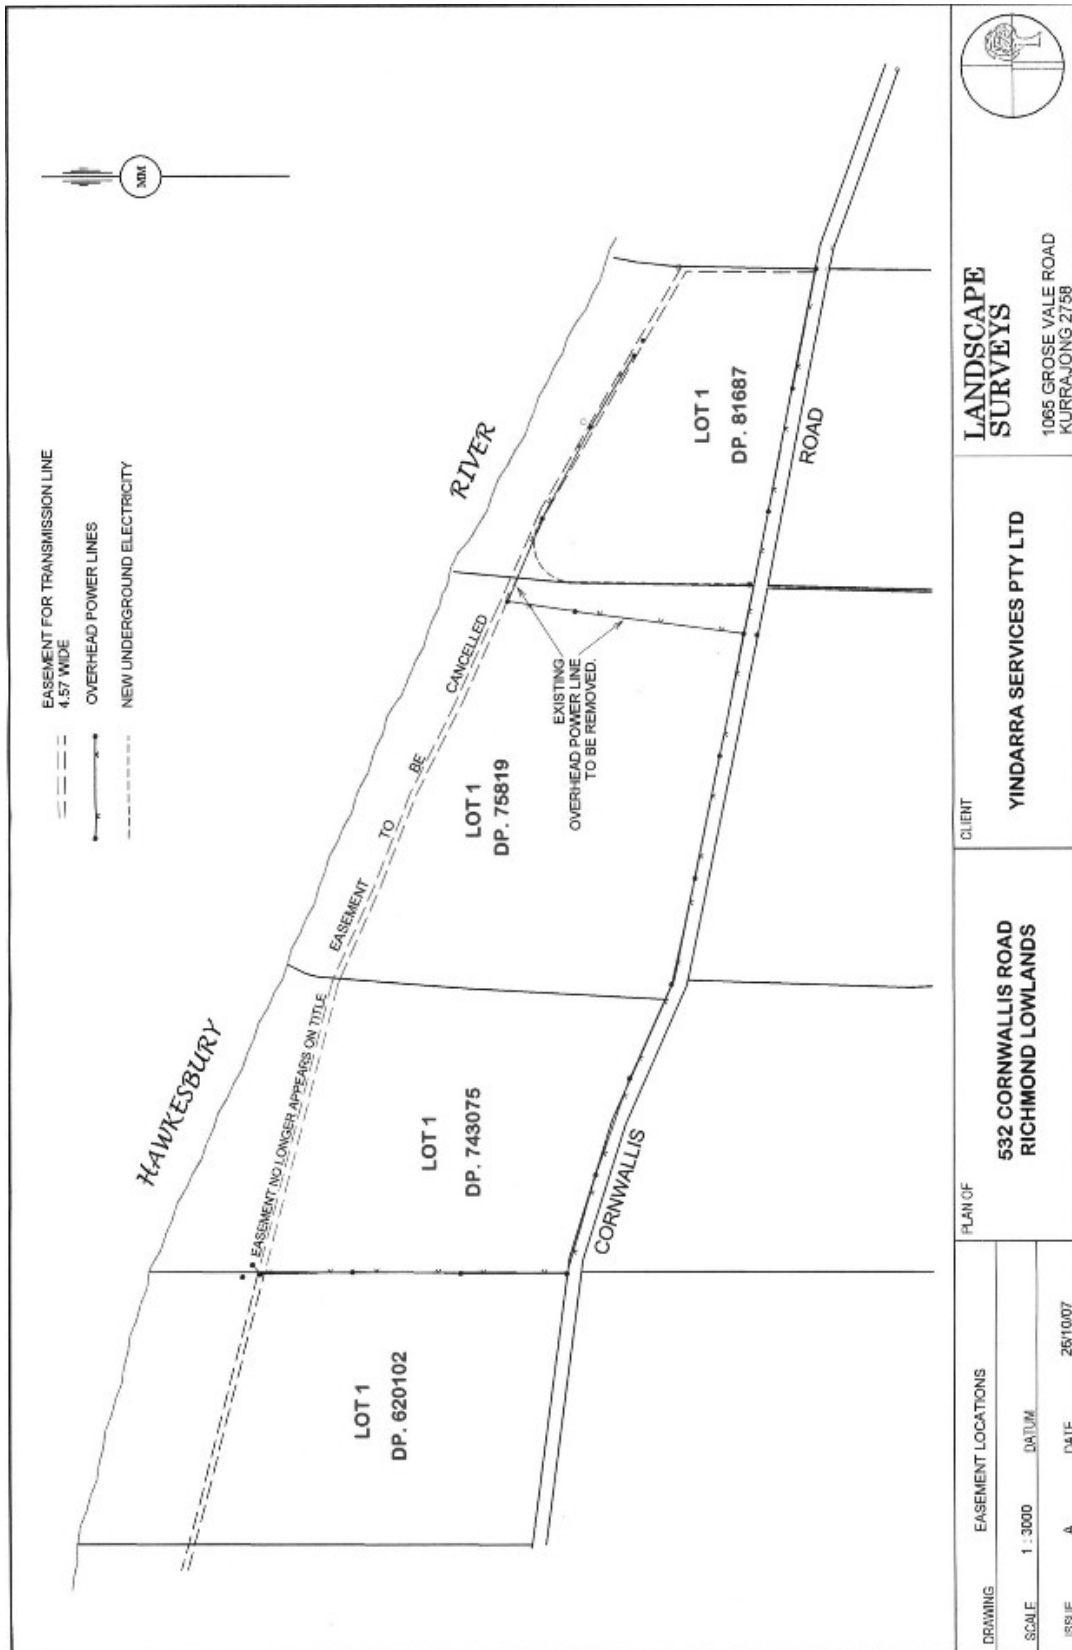 EASEMENT FOR TRANSMISSION LINE
4.57 WIDE
OVERHEAD POWER LINES
NEW UNDERGROUND ELECTRICITY
MM
HAWKESBURY
RIVER
EASEMENT NO LONGER APPEARS ON TITLE
EASEMENT TO BE CANCELLED
EXISTING
OVERHEAD POWER LINE
TO BE REMOVED.
LOT 1
DP. 620102
LOT 1
DP. 743075
LOT 1
DP. 75819
LOT 1
DP. 81687
CORNWALLIS
ROAD
DRAWING EASEMENT LOCATIONS
SCALE 1 : 3000 DATUM
ISSUE A DATE 26/10/07
PLAN OF
532 CORNWALLIS ROAD
RICHMOND LOWLANDS
CLIENT
YINDARRA SERVICES PTY LTD
LANDSCAPE
SURVEYS
1065 GROSE VALE ROAD
KURRAJONG 2758